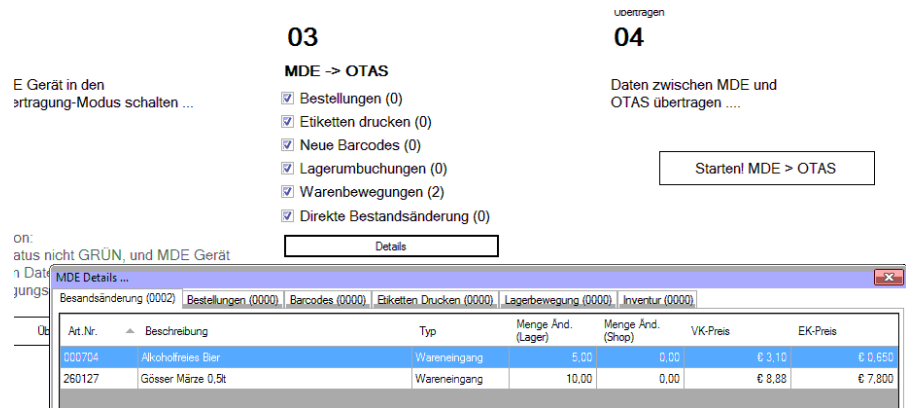 Übertragen
03
04
MDE -> OTAS
E Gerät in den
ertragung-Modus schalten ...
Bestellungen (0)
Etiketten drucken (0)
Neue Barcodes (0)
Lagerumbuchungen (0)
Warenbewegungen (2)
Direkte Bestandsänderung (0)
Details
Daten zwischen MDE und
OTAS übertragen ....
Starten! MDE > OTAS
on:
atus nicht GRÜN, und MDE Gerät
n Date
gungs
Üb
MDE Details ...
Besandsänderung (0002) Bestellungen (0000) Barcodes (0000) Etiketten Drucken (0000) Lagerbewegung (0000) Inventur (0000)
Art.Nr. Beschreibung Typ Menge Änd. (Lager) Menge Änd. (Shop) VK-Preis EK-Preis
000704 Alkoholfreies Bier Wareneingang 5,00 0,00 € 3,10 € 0,650
260127 Gösser Märze 0,5lt Wareneingang 10,00 0,00 € 8,88 € 7,800